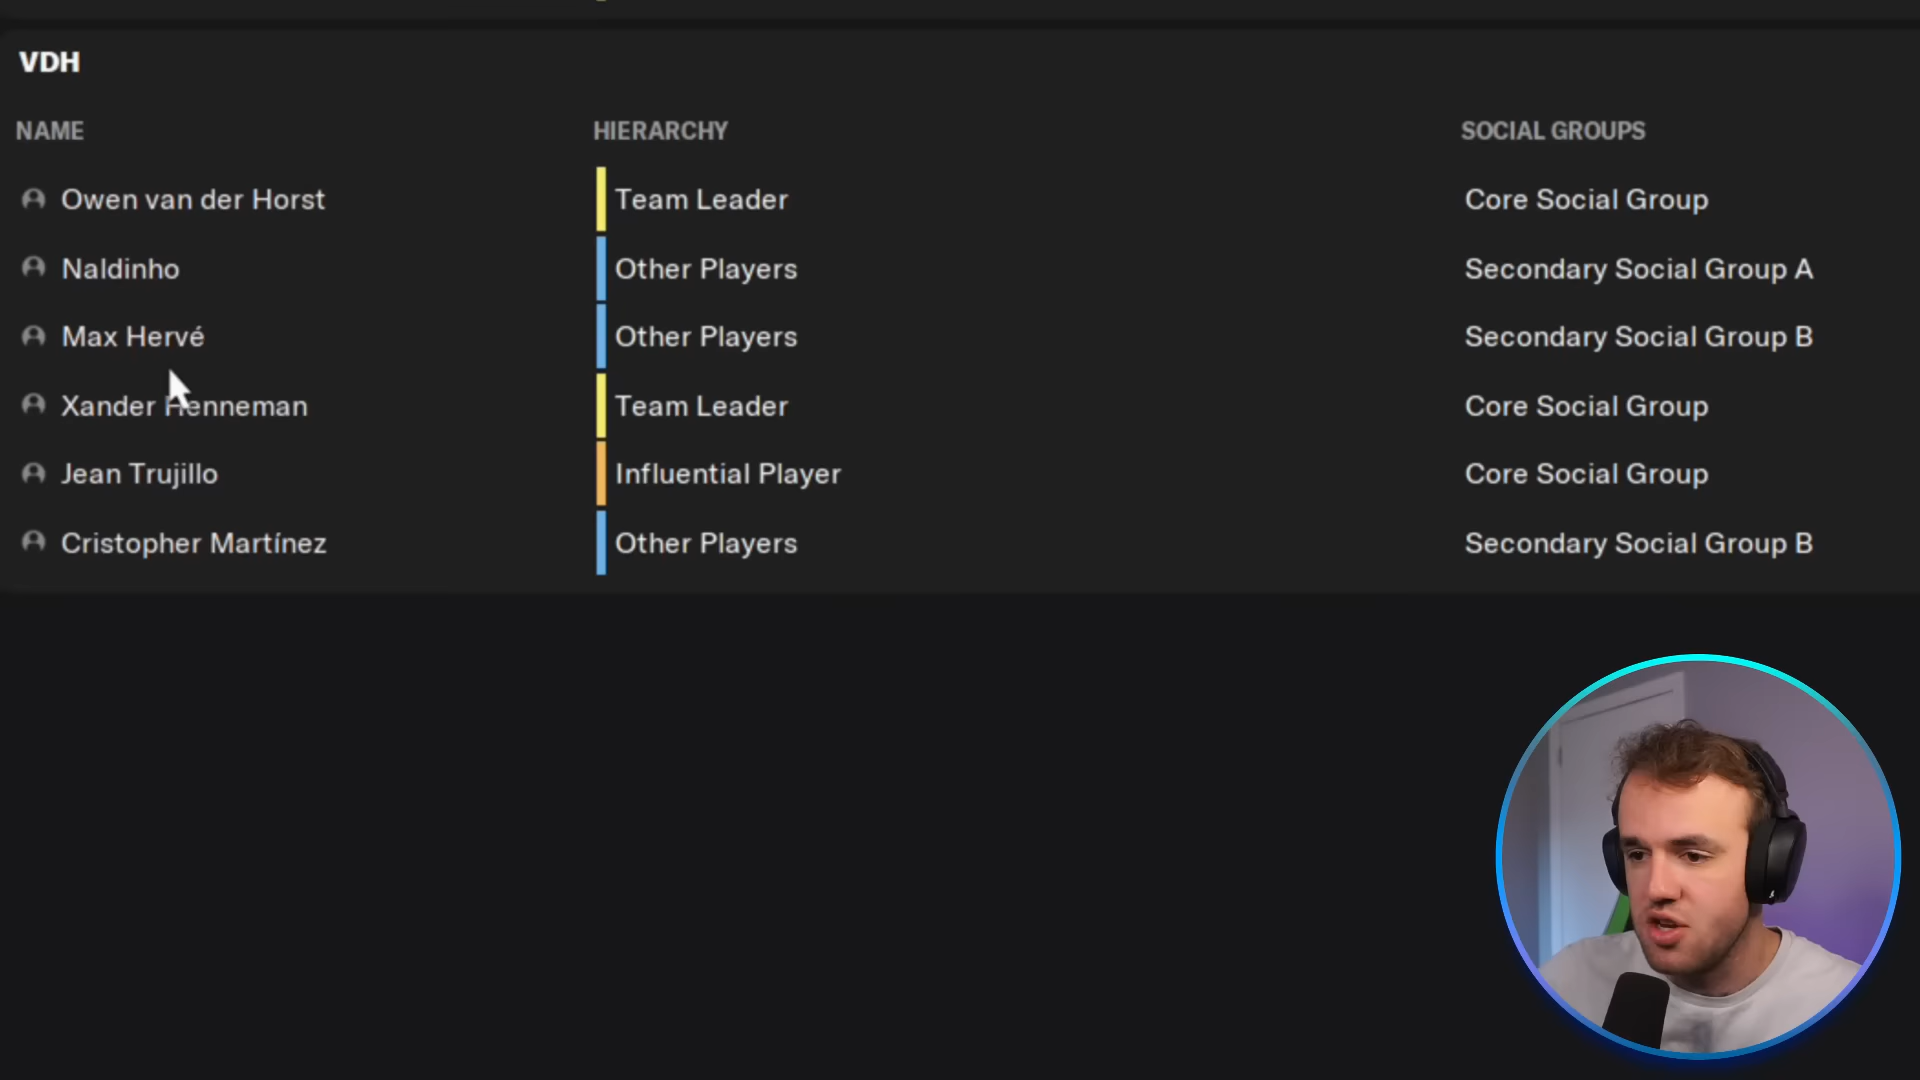 VDH
NAME HIERARCHY SOCIAL GROUPS
Owen van der Horst Team Leader Core Social Group
Naldinho Other Players Secondary Social Group A
Max Hervé Other Players Secondary Social Group B
Xander Henneman Team Leader Core Social Group
Jean Trujillo Influential Player Core Social Group
Cristopher Martínez Other Players Secondary Social Group B